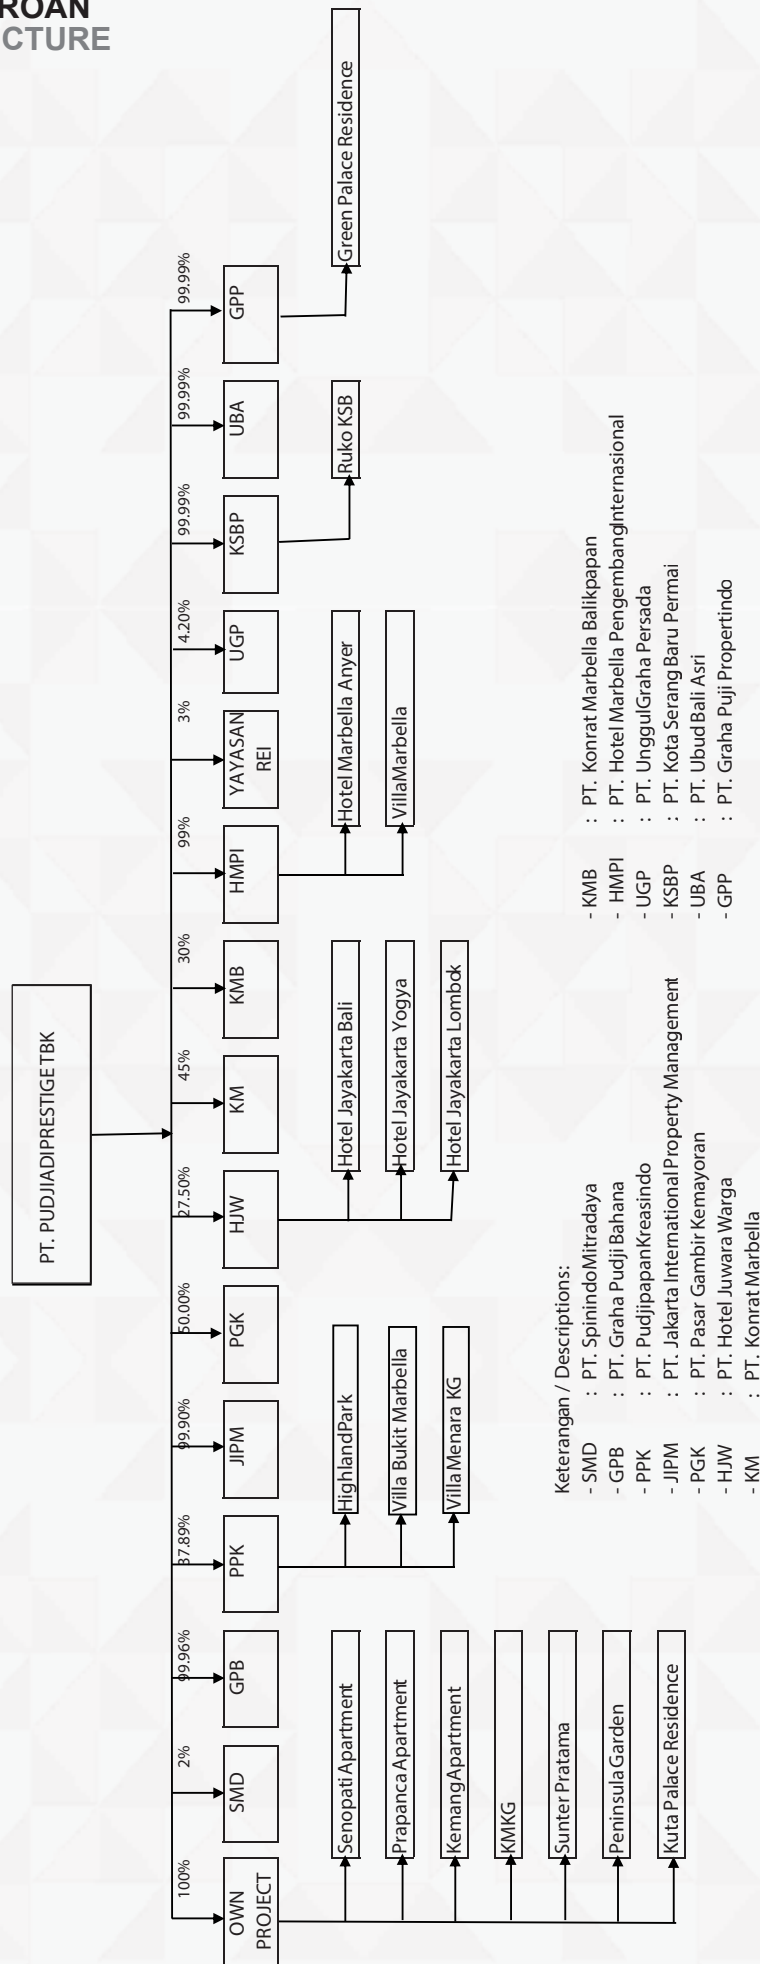 ROAN
CTURE
PT. PUDJIADI PRESTIGE TBK
100%
2%
99.96%
37.89%
99.90%
50.00%
27.50%
45%
30%
99%
3%
4.20%
99.99%
99.99%
99.99%
OWN
PROJECT
SMD
GPB
PPK
JIPM
PGK
HJW
KM
KMB
HMPI
YAYASAN
REI
UGP
KSBP
UBA
GPP
Senopati Apartment
Prapanca Apartment
Kemang Apartment
KMKG
Sunter Pratama
Peninsula Garden
Kuta Palace Residence
Highland Park
Villa Bukit Marbella
Villa Menara KG
Hotel Jayakarta Bali
Hotel Jayakarta Yogya
Hotel Jayakarta Lombok
Hotel Marbella Anyer
Villa Marbella
Ruko KSB
Green Palace Residence
Keterangan / Descriptions:
- SMD : PT. Spinindo Mitradaya
- GPB : PT. Graha Pudji Bahana
- PPK : PT. Pudjipapan Kreasindo
- JIPM : PT. Jakarta International Property Management
- PGK : PT. Pasar Gambir Kemayoran
- HJW : PT. Hotel Juwara Warga
- KM : PT. Konrat Marbella
- KMB : PT. Konrat Marbella Balikpapan
- HMPI : PT. Hotel Marbella Pengembang Internasional
- UGP : PT. Unggul Graha Persada
- KSBP : PT. Kota Serang Baru Permai
- UBA : PT. Ubud Bali Asri
- GPP : PT. Graha Puji Propertindo